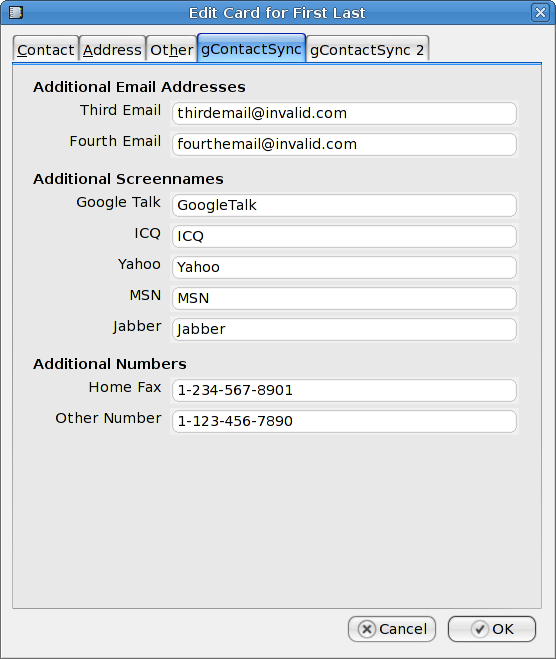 Edit Card for First Last
Contact Address Other gContactSync gContactSync 2
Additional Email Addresses
Third Email thirdemail@invalid.com
Fourth Email fourthemail@invalid.com
Additional Screennames
Google Talk GoogleTalk
ICQ ICQ
Yahoo Yahoo
MSN MSN
Jabber Jabber
Additional Numbers
Home Fax 1-234-567-8901
Other Number 1-123-456-7890
Cancel OK